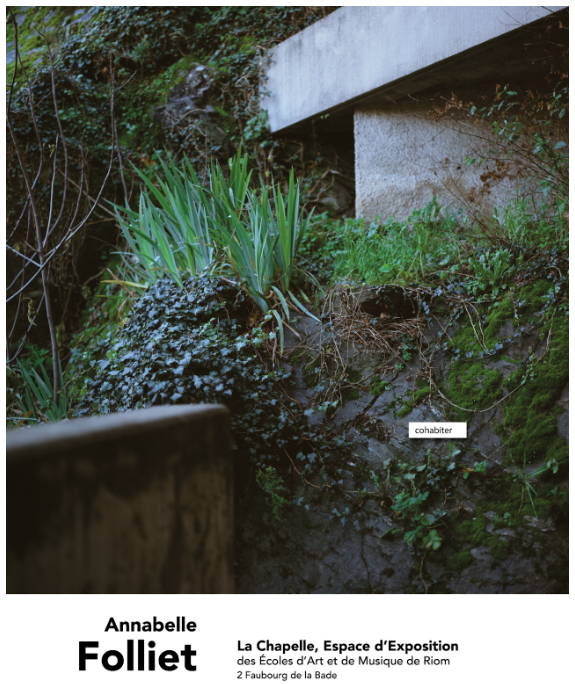 cohabiter
Annabelle
Folliet
La Chapelle, Espace d'Exposition
des Écoles d'Art et de Musique de Riom
2 Faubourg de la Bade